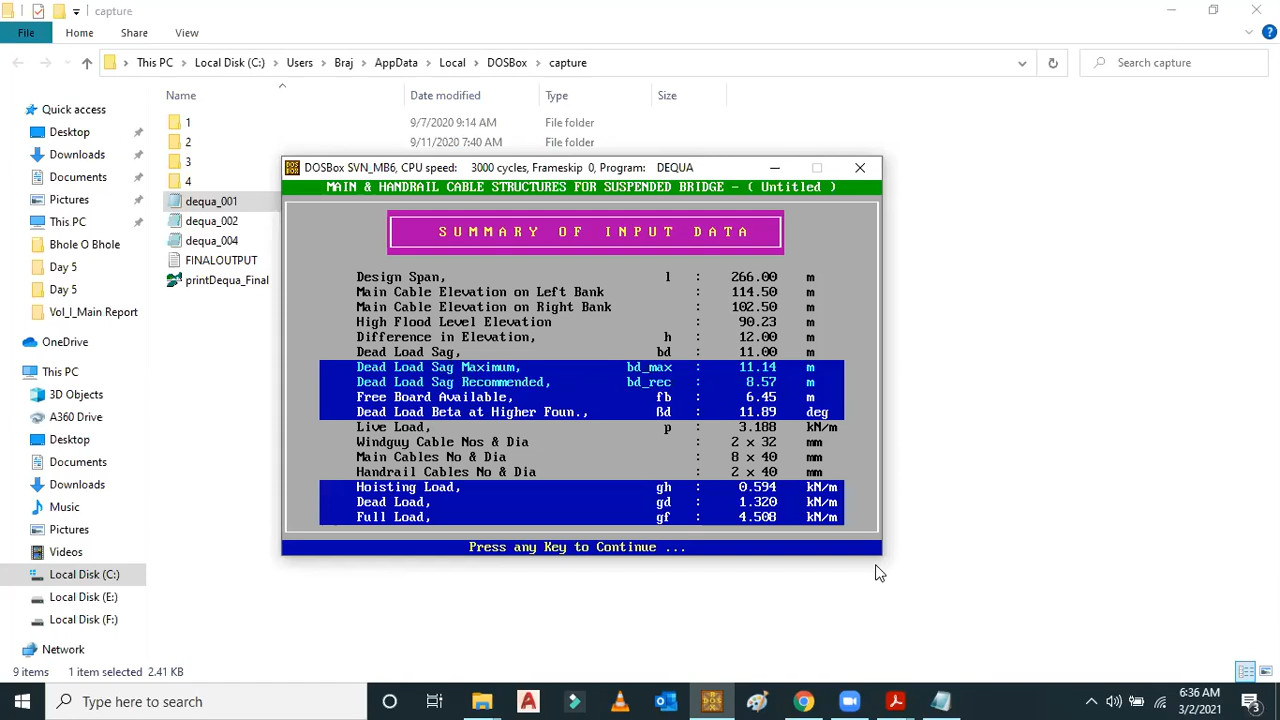 capture
File Home Share View
This PC Local Disk (C:) Users Braj AppData Local DOSBox capture
Search capture
Name Date modified Type Size
Quick access
Desktop
Downloads
Documents
Pictures
This PC
Bhole O Bhole
Day 5
Day 5
Vol_I_Main Report
OneDrive
This PC
3D Objects
A360 Drive
Desktop
Documents
Downloads
Music
Pictures
Videos
Local Disk (C:)
Local Disk (E:)
Local Disk (F:)
Network
1 9/7/2020 9:14 AM File folder
2 9/11/2020 7:40 AM File folder
3
4
dequa_001
dequa_002
dequa_004
FINALOUTPUT
printDequa_Final
DOSBox SVN_MB6, CPU speed: 3000 cycles, Frameskip 0, Program: DEQUA
MAIN & HANDRAIL CABLE STRUCTURES FOR SUSPENDED BRIDGE - ( Untitled )
SUMMARY OF INPUT DATA
Design Span, l : 266.00 m
Main Cable Elevation on Left Bank : 114.50 m
Main Cable Elevation on Right Bank : 102.50 m
High Flood Level Elevation : 90.23 m
Difference in Elevation, h : 12.00 m
Dead Load Sag, bd : 11.00 m
Dead Load Sag Maximum, bd_max : 11.14 m
Dead Load Sag Recommended, bd_rec : 8.57 m
Free Board Available, fb : 6.45 m
Dead Load Beta at Higher Foun., ßd : 11.89 deg
Live Load, p : 3.188 kN/m
Windguy Cable Nos & Dia : 2 x 32 mm
Main Cables No & Dia : 8 x 40 mm
Handrail Cables No & Dia : 2 x 40 mm
Hoisting Load, gh : 0.594 kN/m
Dead Load, gd : 1.320 kN/m
Full Load, gf : 4.508 kN/m
Press any Key to Continue ...
9 items 1 item selected 2.41 KB
Type here to search
6:36 AM
3/2/2021
3